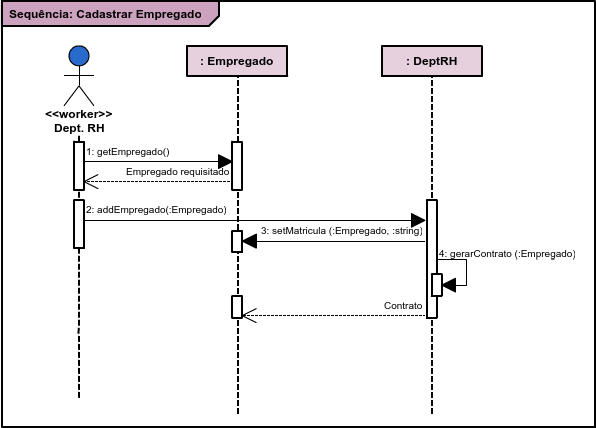 Sequência: Cadastrar Empregado
: Empregado
: DeptRH
<<worker>>
Dept. RH
1: getEmpregado()
Empregado requisitado
2: addEmpregado(:Empregado)
3: setMatricula (:Empregado, :string)
4: gerarContrato (:Empregado)
Contrato